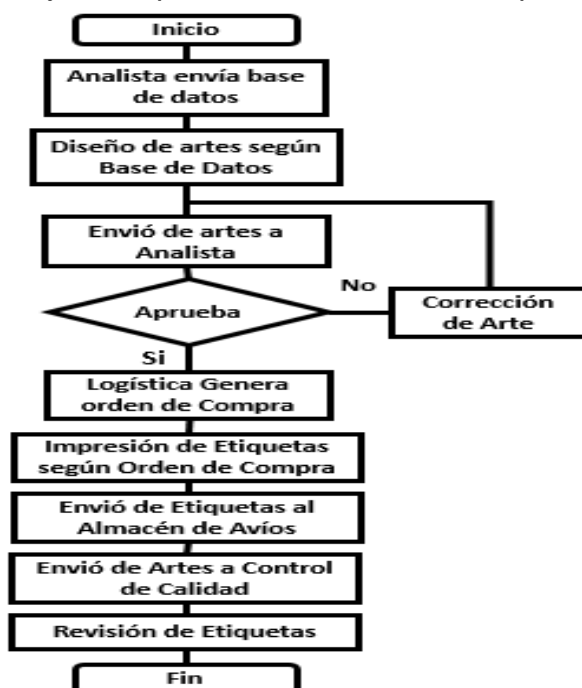 Inicio
Analista envía base
de datos
Diseño de artes según
Base de Datos
Envió de artes a
Analista
Aprueba
No
Corrección
de Arte
Si
Logística Genera
orden de Compra
Impresión de Etiquetas
según Orden de Compra
Envió de Etiquetas al
Almacén de Avíos
Envió de Artes a Control
de Calidad
Revisión de Etiquetas
Fin